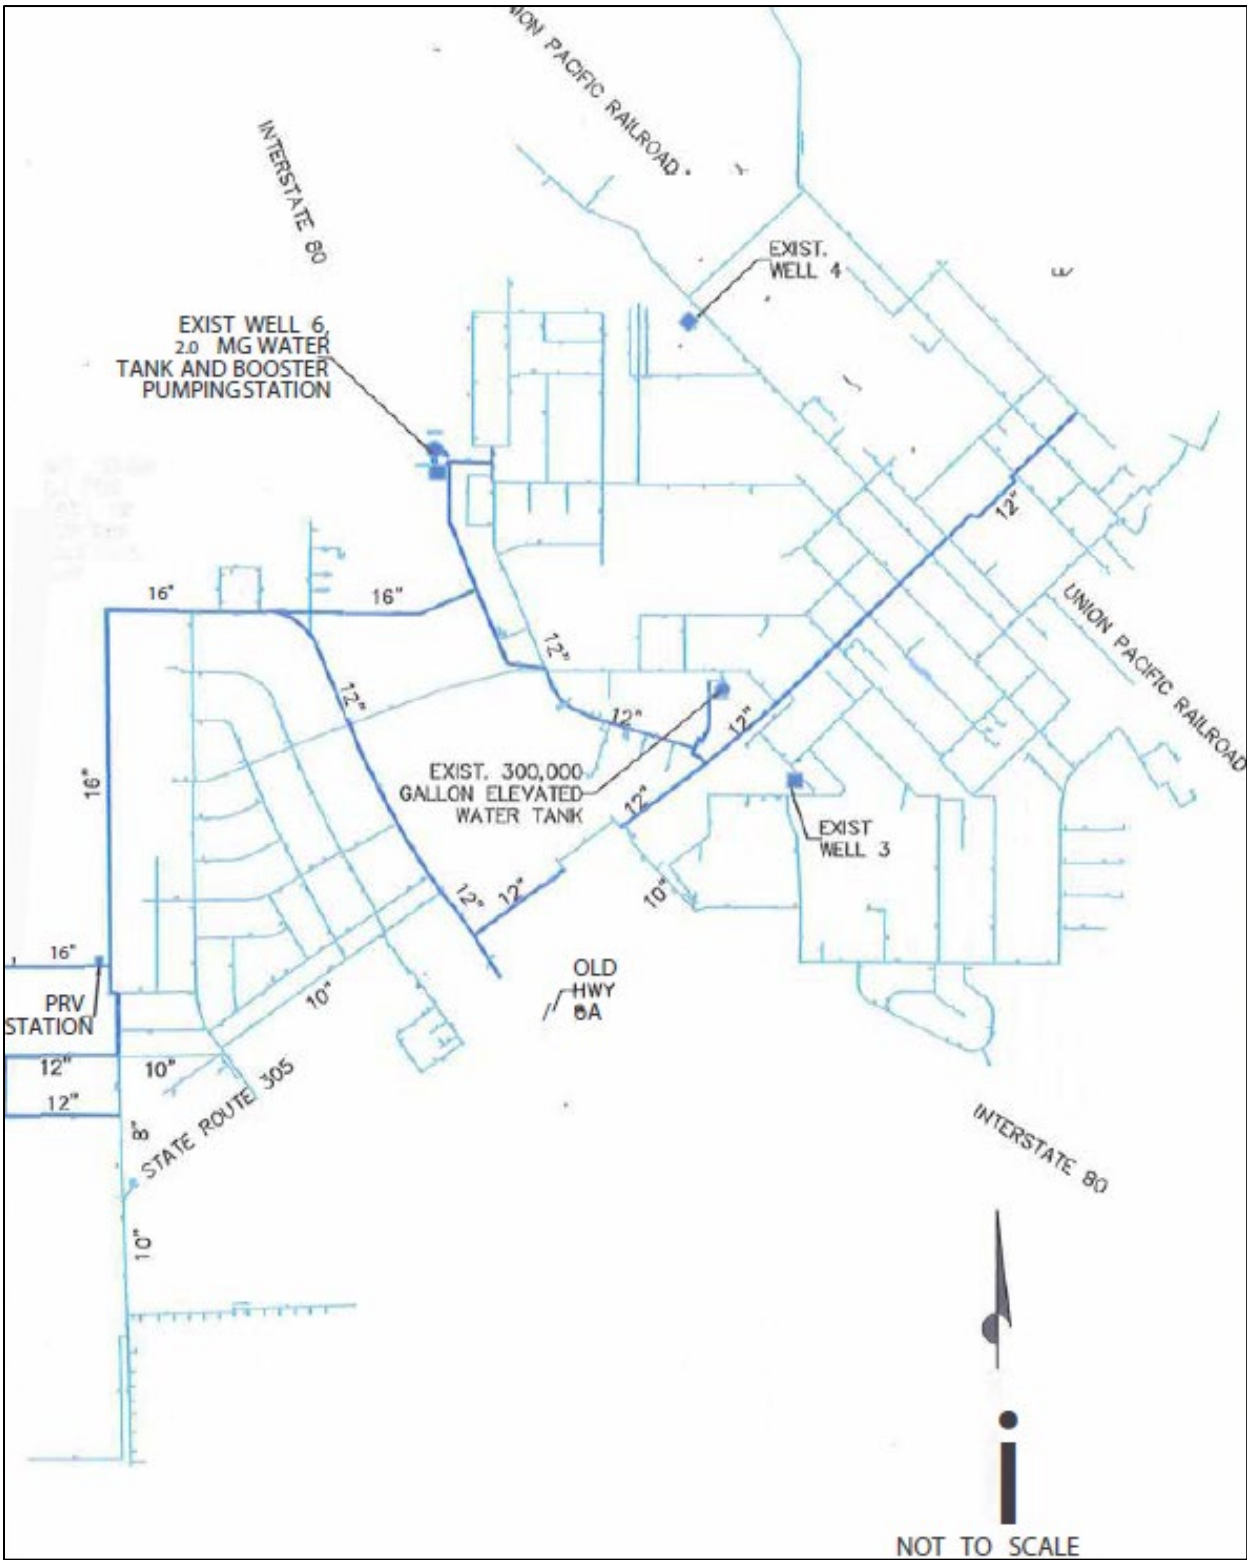 UNION PACIFIC RAILROAD
INTERSTATE 80
EXIST.
WELL 4
EXIST WELL 6,
2.0 MG WATER
TANK AND BOOSTER
PUMPINGSTATION
12"
16"
16"
12"
UNION PACIFIC RAILROAD
12"
12"
12"
16"
EXIST. 300,000
GALLON ELEVATED
WATER TANK
12"
EXIST
WELL 3
12"
12"
10"
16"
OLD
HWY
8A
10"
PRV
STATION
12"
10"
12"
8"
STATE ROUTE 305
INTERSTATE 80
10"
NOT TO SCALE